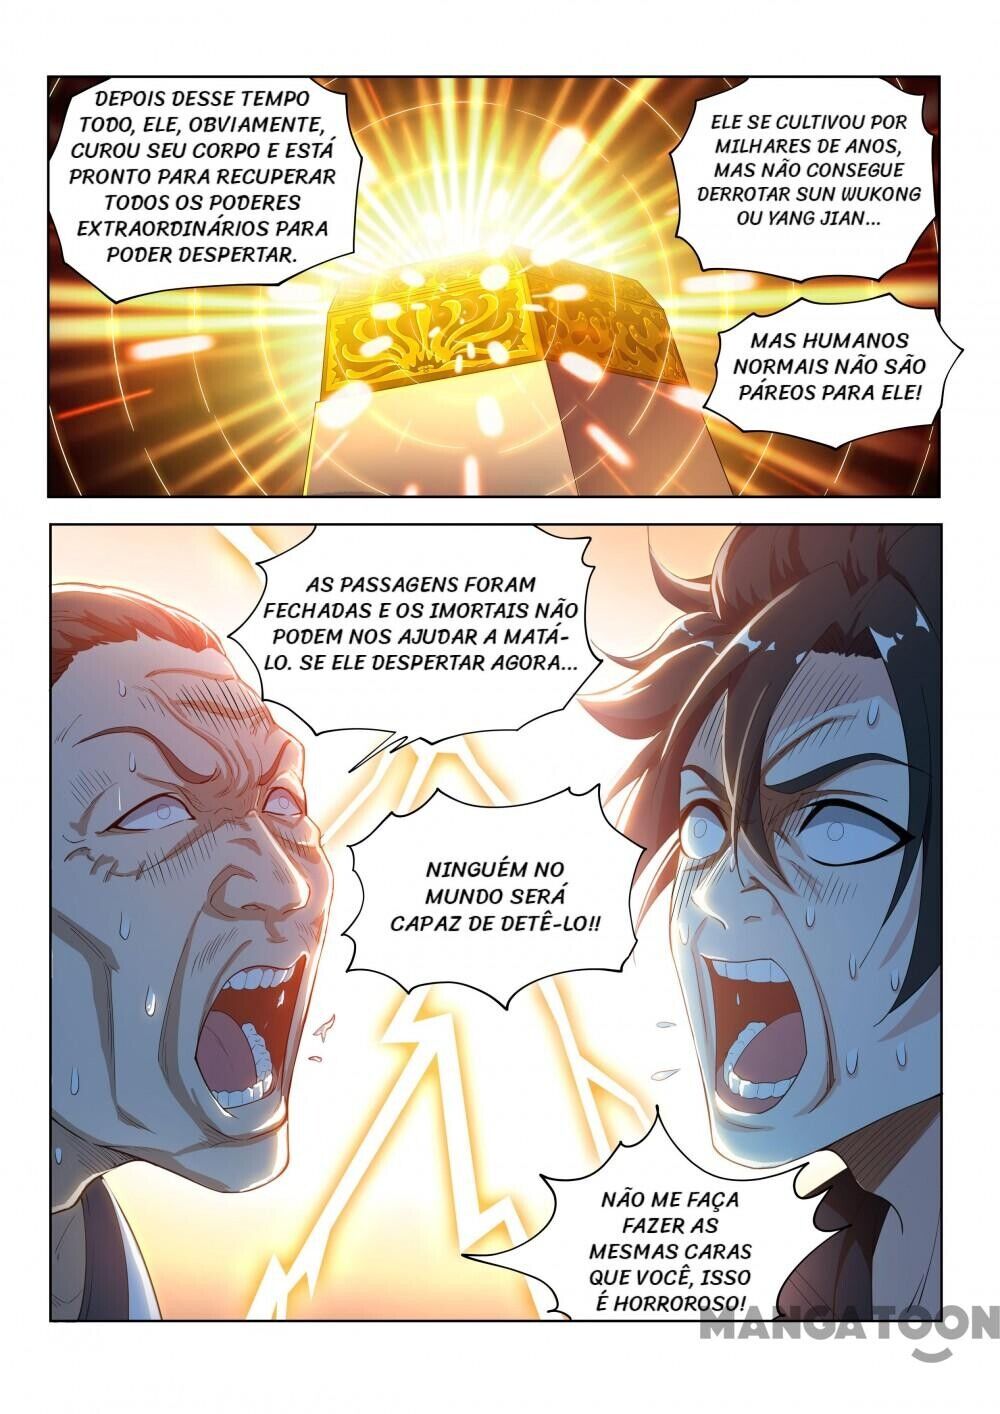 DEPOIS DESSE TEMPO
TODO, ELE, OBVIAMENTE,
CUROU SEU CORPO E ESTÁ
PRONTO PARA RECUPERAR
TODOS OS PODERES
EXTRAORDINÁRIOS PARA
PODER DESPERTAR.
ELE SE CULTIVOU POR
MILHARES DE ANOS,
MAS NÃO CONSEGUE
DERROTAR SUN WUKONG
OU YANG JIAN...
MAS HUMANOS
NORMAIS NÃO SÃO
PÁREOS PARA ELE!
AS PASSAGENS FORAM
FECHADAS E OS IMORTAIS NÃO
PODEM NOS AJUDAR A MATÁ-
LO. SE ELE DESPERTAR AGORA...
NINGUÉM NO
MUNDO SERÁ
CAPAZ DE DETÊ-LO!!
NÃO ME FAÇA
FAZER AS
MESMAS CARAS
QUE VOCÊ, ISSO
É HORROROSO!
MANGATOON